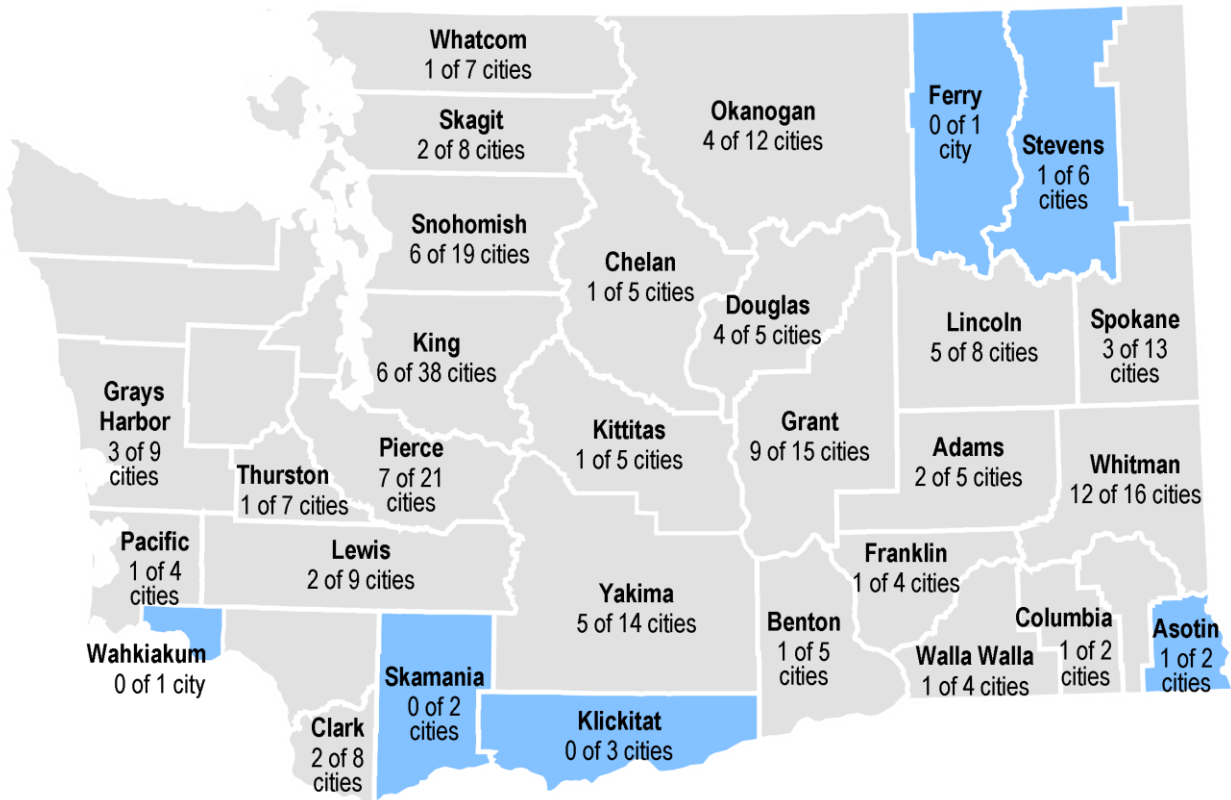 Whatcom
1 of 7 cities
Skagit
2 of 8 cities
Okanogan
4 of 12 cities
Ferry
0 of 1
city
Stevens
1 of 6
cities
Snohomish
6 of 19 cities
Chelan
1 of 5 cities
Douglas
4 of 5 cities
Lincoln
5 of 8 cities
Spokane
3 of 13
cities
King
6 of 38 cities
Grays
Harbor
3 of 9
cities
Kittitas
1 of 5 cities
Grant
9 of 15 cities
Adams
2 of 5 cities
Whitman
12 of 16 cities
Pierce
7 of 21
cities
Thurston
1 of 7 cities
Pacific
1 of 4
cities
Lewis
2 of 9 cities
Yakima
5 of 14 cities
Franklin
1 of 4 cities
Benton
1 of 5
cities
Walla Walla
1 of 4 cities
Columbia
1 of 2
cities
Asotin
1 of 2
cities
Wahkiakum
0 of 1 city
Skamania
0 of 2
cities
Klickitat
0 of 3 cities
Clark
2 of 8
cities